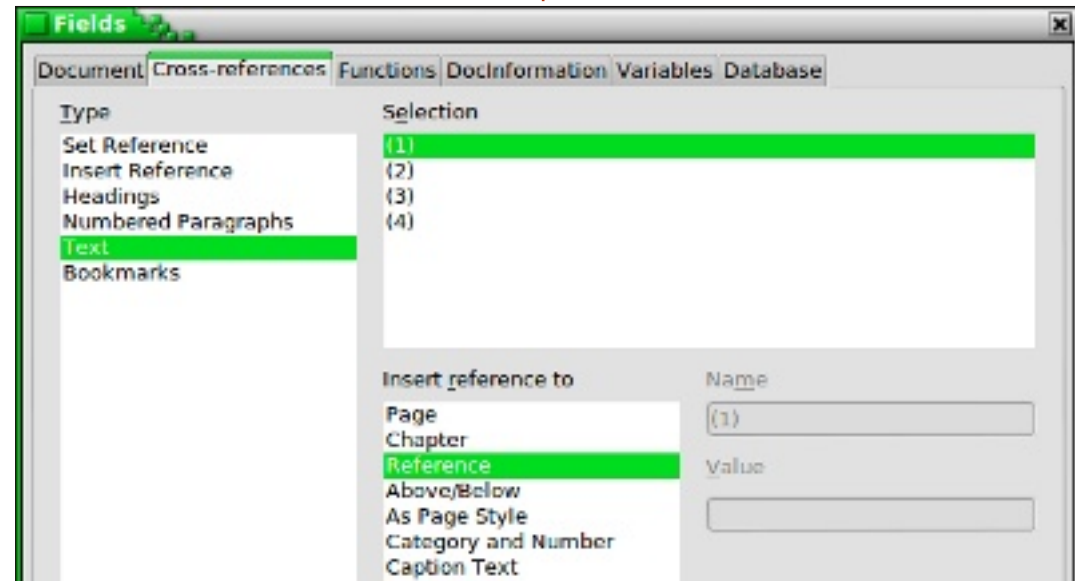 Fields
Document Cross-references Functions DocInformation Variables Database
Type
Set Reference
Insert Reference
Headings
Numbered Paragraphs
Text
Bookmarks
Selection
(1)
(2)
(3)
(4)
Insert reference to
Page
Chapter
Reference
Above/Below
As Page Style
Category and Number
Caption Text
Name
(1)
Value